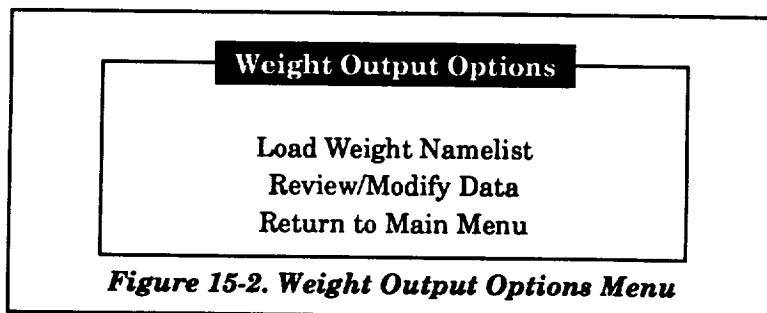 Weight Output Options
Load Weight Namelist
Review/Modify Data
Return to Main Menu
Figure 15-2. Weight Output Options Menu